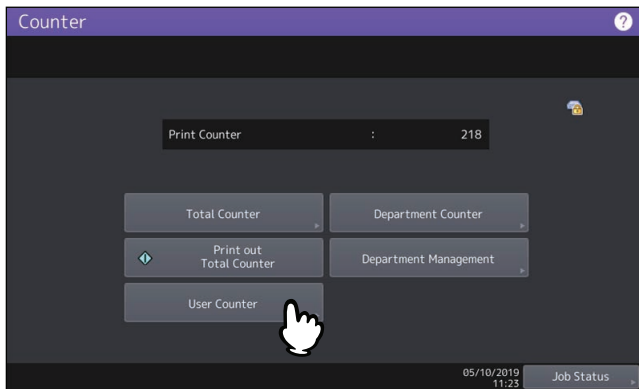 Counter
?
Print Counter : 218
Total Counter
Department Counter
Print out
Total Counter
Department Management
User Counter
05/10/2019
11:23
Job Status